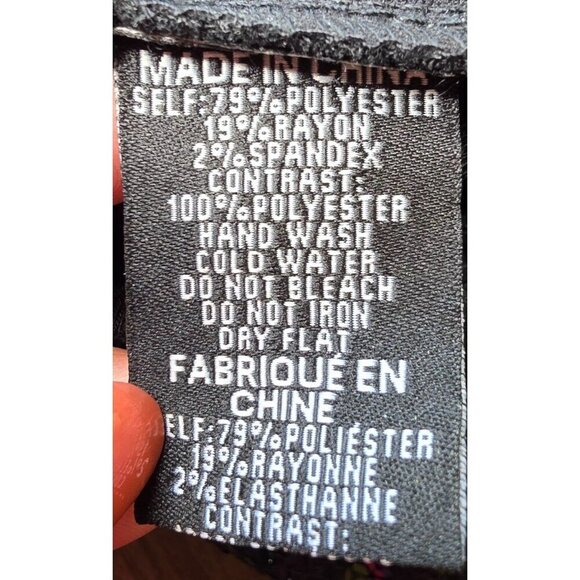 MADE IN CHINA
SELF:79%POLYESTER
19%RAYON
2%SPANDEX
CONTRAST:
100%POLYESTER
HAND WASH
COLD WATER
DO NOT BLEACH
DO NOT IRON
DRY FLAT
FABRIQUÉ EN
CHINE
ELF:79%POLIÉSTER
19%RAYONNE
2%ELASTHANNE
CONTRAST: